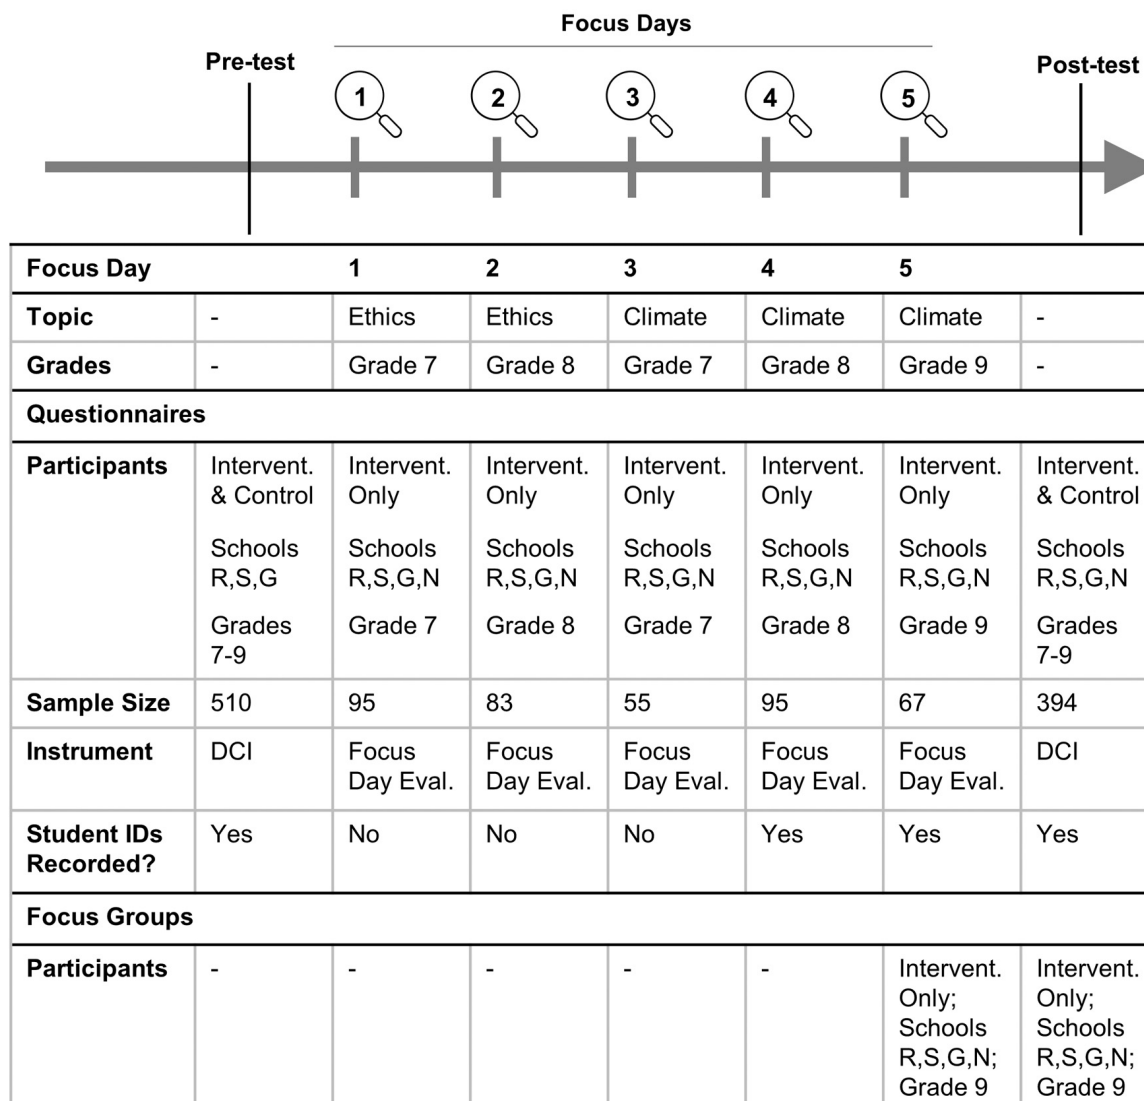 Focus Days
Pre-test
Post-test
1 2 3 4 5
Focus Day 1 2 3 4 5
Topic - Ethics Ethics Climate Climate Climate -
Grades - Grade 7 Grade 8 Grade 7 Grade 8 Grade 9 -
Questionnaires
Participants Intervent. Intervent. Intervent. Intervent. Intervent. Intervent. Intervent.
& Control Only Only Only Only Only & Control
Schools Schools Schools Schools Schools Schools Schools
R,S,G R,S,G,N R,S,G,N R,S,G,N R,S,G,N R,S,G,N R,S,G,N
Grades Grade 7 Grade 8 Grade 7 Grade 8 Grade 9 Grades
7-9 7-9
Sample Size 510 95 83 55 95 67 394
Instrument DCI Focus Focus Focus Focus Focus DCI
Day Eval. Day Eval. Day Eval. Day Eval. Day Eval.
Student IDs Yes No No No Yes Yes Yes
Recorded?
Focus Groups
Participants - - - - - Intervent. Intervent.
Only; Only;
Schools Schools
R,S,G,N; R,S,G,N;
Grade 9 Grade 9